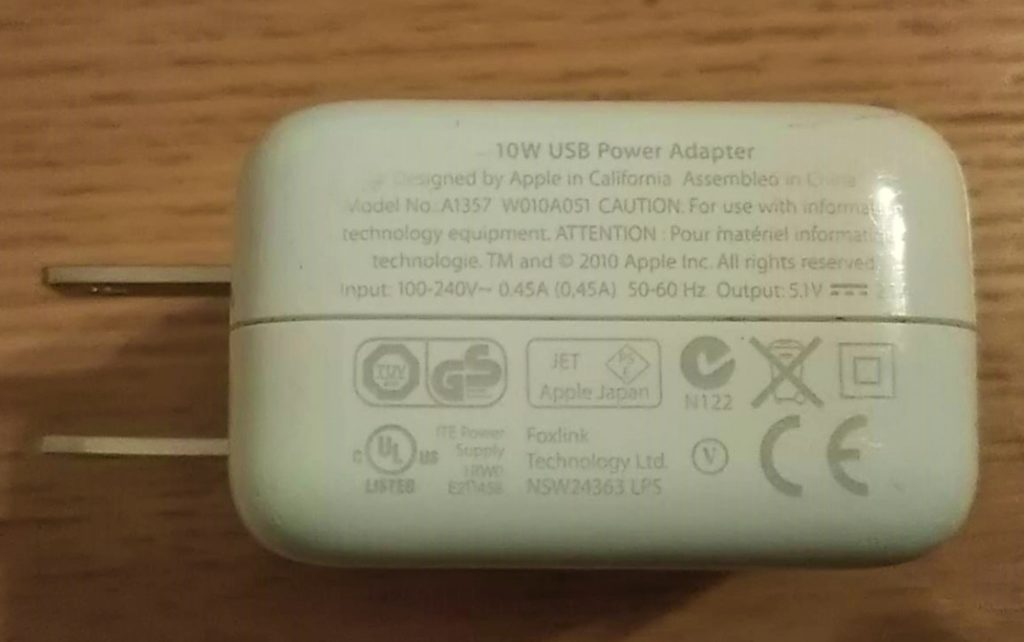 10W USB Power Adapter
Designed by Apple in California Assembled in China
Model No: A1357 W010A051 CAUTION: For use with
technology equipment. ATTENTION : Pour matériel
technologie. TM and © 2010 Apple Inc. All rights reserved
Input: 100-240V~ 0.45A (0,45A) 50-60 Hz Output: 5.1V ⎓
TÜV GS
JET PS E
Apple Japan
N122
c UL US
LISTED
ITE Power
Supply
Foxlink
Technology Ltd.
NSW24363 LPS
V
CE